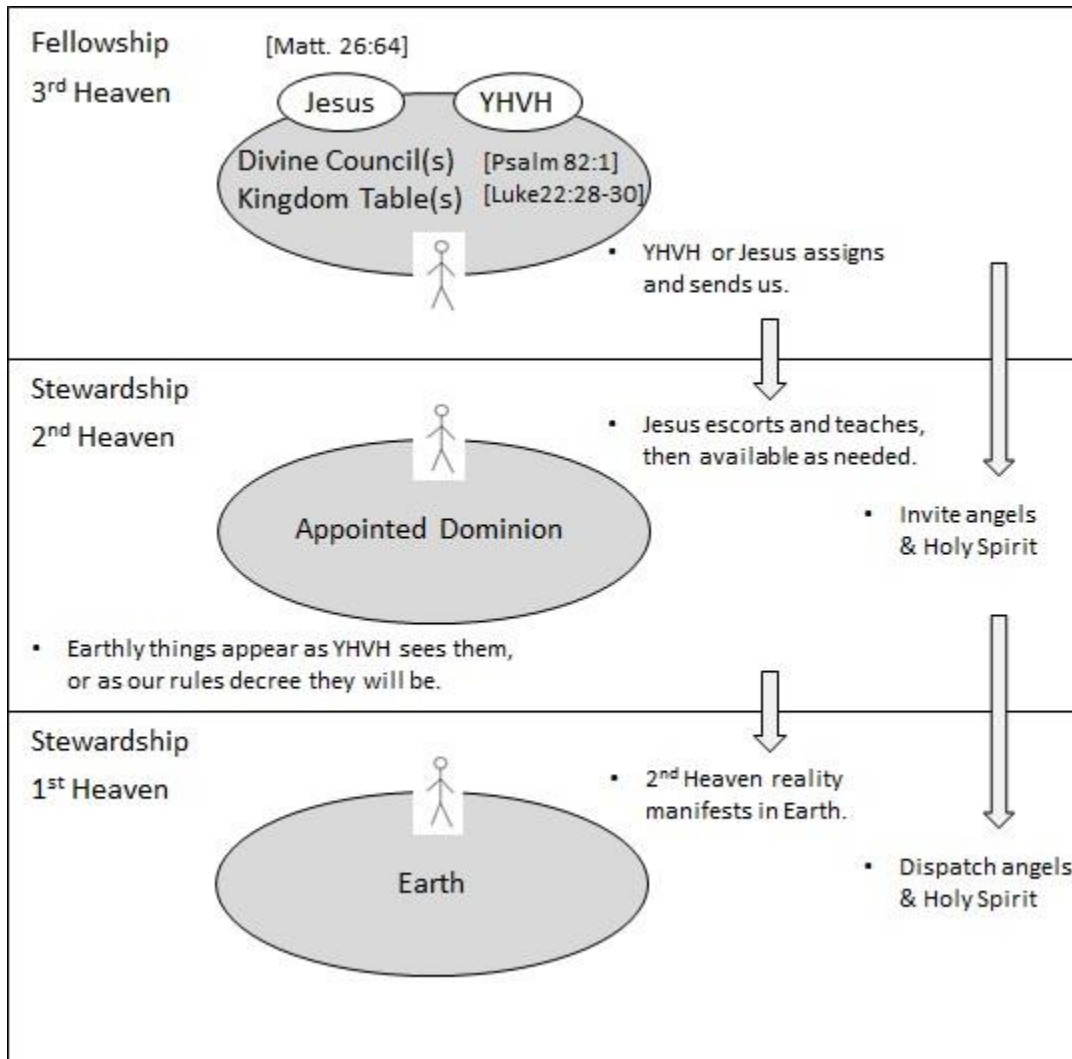 Fellowship
[Matt. 26:64]
3rd Heaven
Jesus
YHVH
Divine Council(s)
[Psalm 82:1]
Kingdom Table(s)
[Luke22:28-30]
• YHVH or Jesus assigns
and sends us.
Stewardship
2nd Heaven
• Jesus escorts and teaches,
then available as needed.
Appointed Dominion
• Invite angels
& Holy Spirit
• Earthly things appear as YHVH sees them,
or as our rules decree they will be.
Stewardship
1st Heaven
• 2nd Heaven reality
manifests in Earth.
Earth
• Dispatch angels
& Holy Spirit